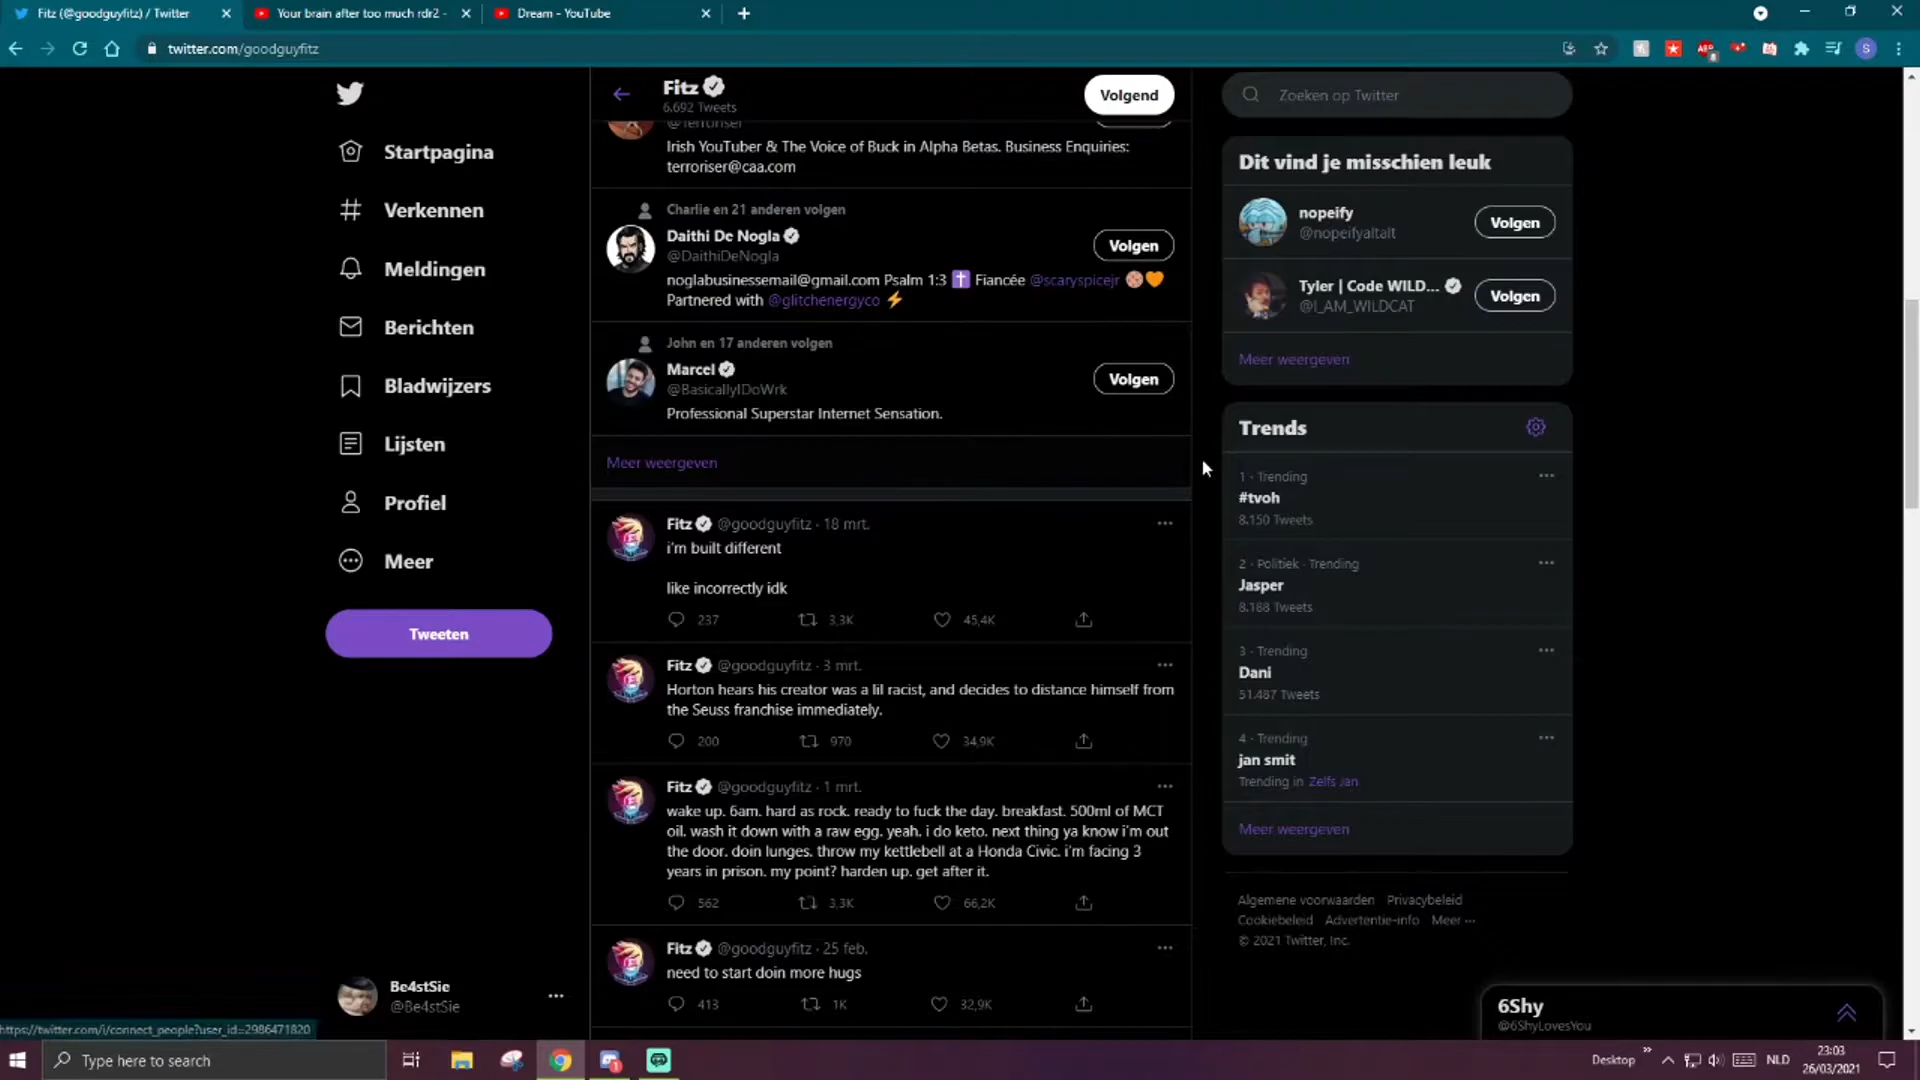 Fitz (@goodguyfitz) / Twitter
Your brain after too much rdr2 -
Dream - YouTube
twitter.com/goodguyfitz
Startpagina
Verkennen
Meldingen
Berichten
Bladwijzers
Lijsten
Profiel
Meer
Tweeten
Be4stSie
@Be4stSie
Fitz
6.692 Tweets
Volgend
@Terroriser
Irish YouTuber & The Voice of Buck in Alpha Betas. Business Enquiries:
terroriser@caa.com
Charlie en 21 anderen volgen
Daithi De Nogla
@DaithiDeNogla
Volgen
noglabusinessemail@gmail.com Psalm 1:3 ✝️ Fiancée @scaryspicejr
Partnered with @glitchenergyco ⚡
John en 17 anderen volgen
Marcel
@BasicallyIDoWrk
Volgen
Professional Superstar Internet Sensation.
Meer weergeven
Fitz @goodguyfitz · 18 mrt.
i'm built different
like incorrectly idk
237 3,3K 45,4K
Fitz @goodguyfitz · 3 mrt.
Horton hears his creator was a lil racist, and decides to distance himself from
the Seuss franchise immediately.
200 970 34,9K
Fitz @goodguyfitz · 1 mrt.
wake up. 6am. hard as rock. ready to fuck the day. breakfast. 500ml of MCT
oil. wash it down with a raw egg. yeah. i do keto. next thing ya know i'm out
the door. doin lunges. throw my kettlebell at a Honda Civic. i'm facing 3
years in prison. my point? harden up. get after it.
562 3,3K 66,2K
Fitz @goodguyfitz · 25 feb.
need to start doin more hugs
413 1K 32,9K
Zoeken op Twitter
Dit vind je misschien leuk
nopeify
@nopeifyaltalt
Volgen
Tyler | Code WILD...
@I_AM_WILDCAT
Volgen
Meer weergeven
Trends
1 · Trending
#tvoh
8.150 Tweets
2 · Politiek · Trending
Jasper
8.188 Tweets
3 · Trending
Dani
51.487 Tweets
4 · Trending
jan smit
Trending in Zelfs Jan
Meer weergeven
Algemene voorwaarden Privacybeleid
Cookiebeleid Advertentie-info Meer ···
© 2021 Twitter, Inc.
6Shy
@6ShyLovesYou
https://twitter.com/i/connect_people?user_id=2986471820
Type here to search
Desktop
NLD
23:03
26/03/2021